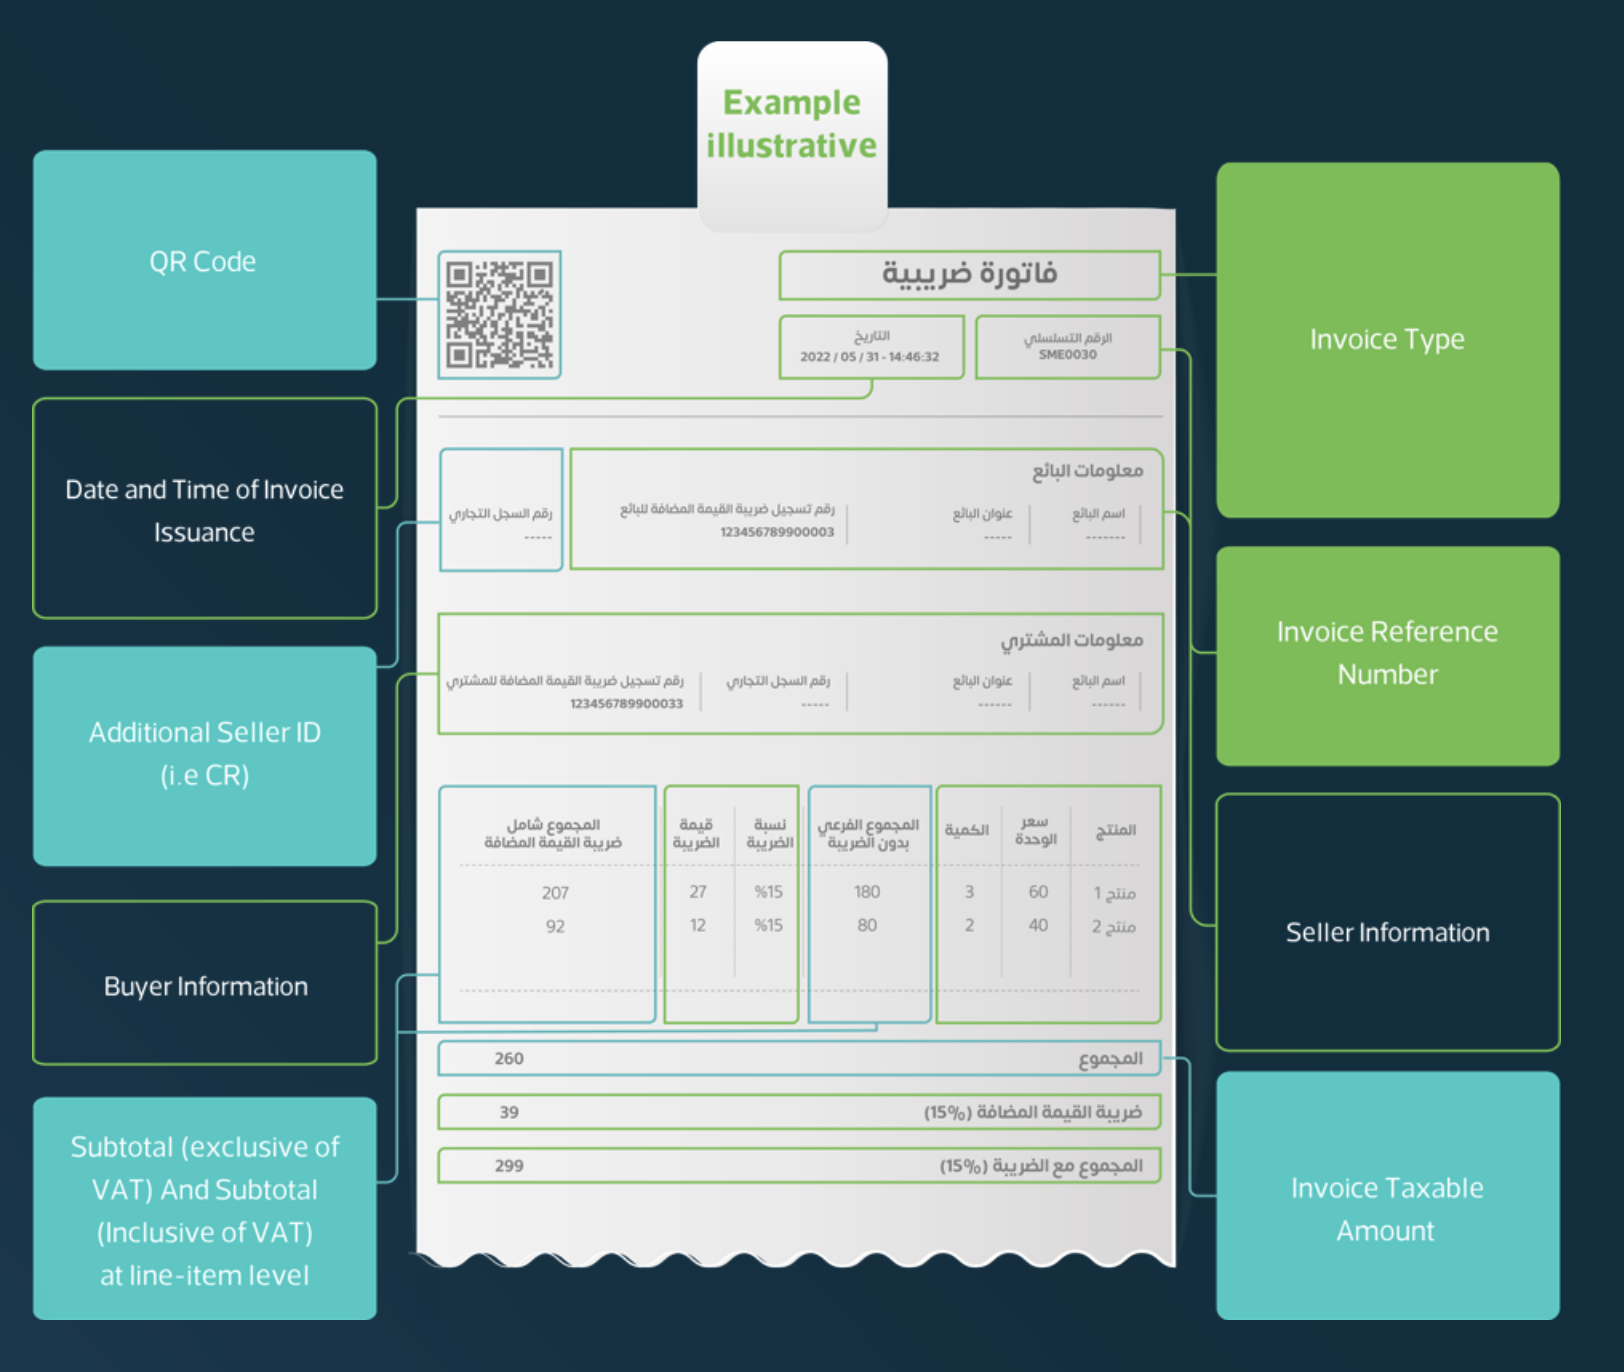 Example
illustrative
QR Code
Date and Time of Invoice
Issuance
Additional Seller ID
(i.e CR)
Buyer Information
Subtotal (exclusive of
VAT) And Subtotal
(Inclusive of VAT)
at line-item level
فاتورة ضريبية
الرقم التسلسلي
SME0030
التاريخ
2022 / 05 / 31 - 14:46:32
معلومات البائع
اسم البائع
-------
عنوان البائع
-----
رقم تسجيل ضريبة القيمة المضافة للبائع
123456789900003
رقم السجل التجاري
-----
معلومات المشتري
اسم البائع
------
عنوان البائع
------
رقم السجل التجاري
-----
رقم تسجيل ضريبة القيمة المضافة للمشتري
123456789900033
المنتج
سعر
الوحدة
الكمية
المجموع الفرعي
بدون الضريبة
نسبة
الضريبة
قيمة
الضريبة
المجموع شامل
ضريبة القيمة المضافة
منتج 1 60 3 180 %15 27 207
منتج 2 40 2 80 %15 12 92
المجموع 260
ضريبة القيمة المضافة (15%) 39
المجموع مع الضريبة (15%) 299
Invoice Type
Invoice Reference
Number
Seller Information
Invoice Taxable
Amount